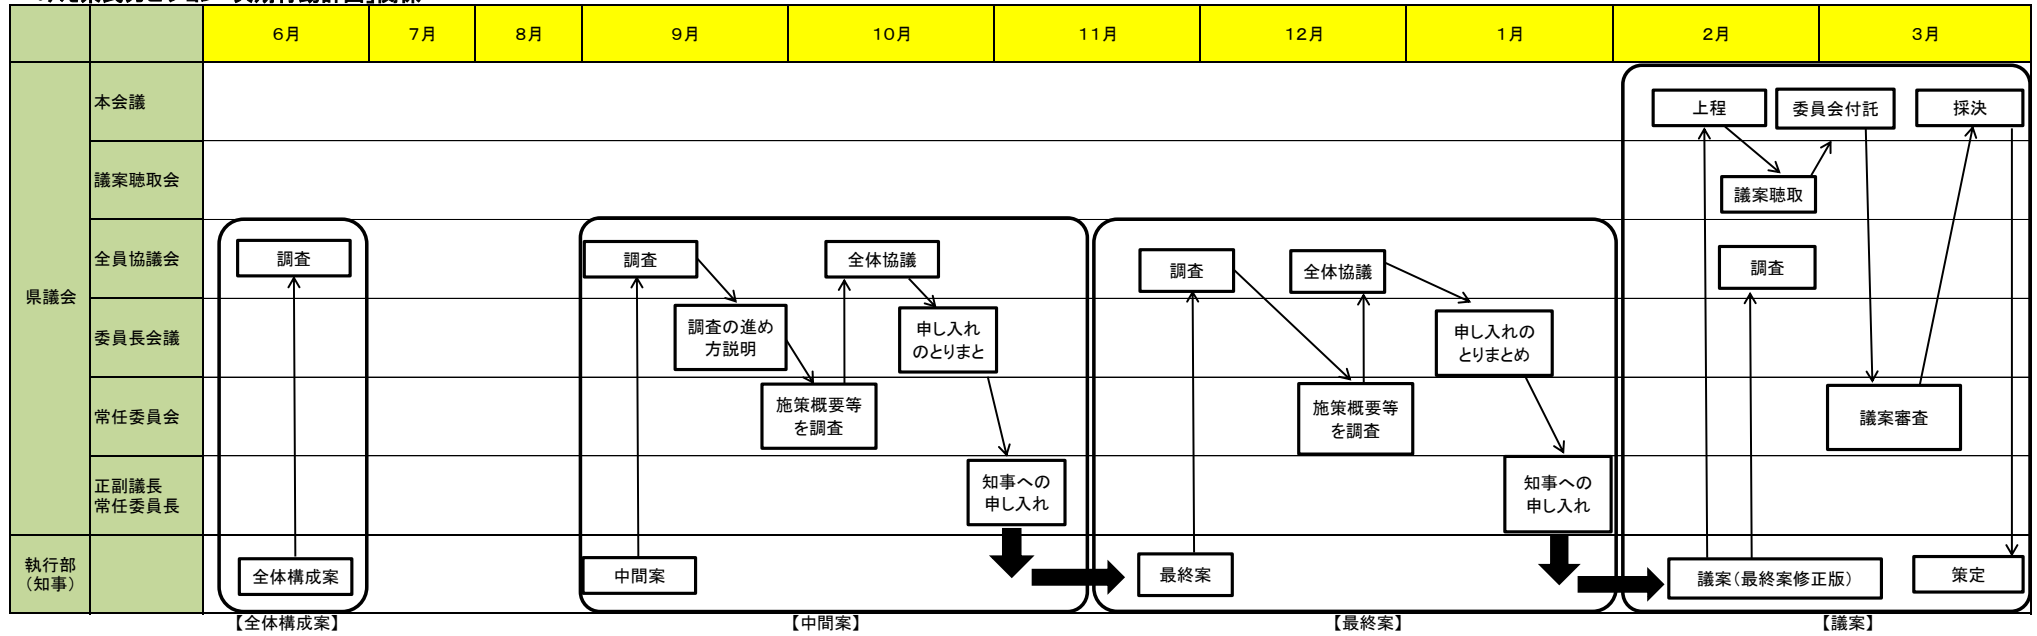 6月 7月 8月 9月 10月 11月 12月 1月 2月 3月
県議会
本会議
上程
委員会付託
採決
議案聴取会
議案聴取
全員協議会
調査
調査
全体協議
調査
全体協議
調査
委員長会議
調査の進め
方説明
申し入れ
のとりまと
申し入れの
とりまとめ
常任委員会
施策概要等
を調査
施策概要等
を調査
議案審査
正副議長
常任委員長
知事への
申し入れ
知事への
申し入れ
執行部
（知事）
全体構成案
中間案
最終案
議案（最終案修正版）
策定
【全体構成案】
【中間案】
【最終案】
【議案】